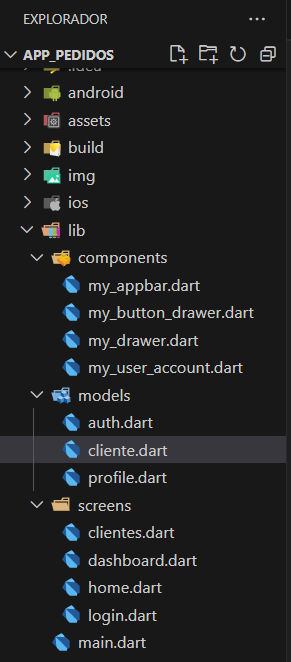 EXPLORADOR
APP_PEDIDOS
.idea
android
assets
build
img
ios
lib
components
my_appbar.dart
my_button_drawer.dart
my_drawer.dart
my_user_account.dart
models
auth.dart
cliente.dart
profile.dart
screens
clientes.dart
dashboard.dart
home.dart
login.dart
main.dart